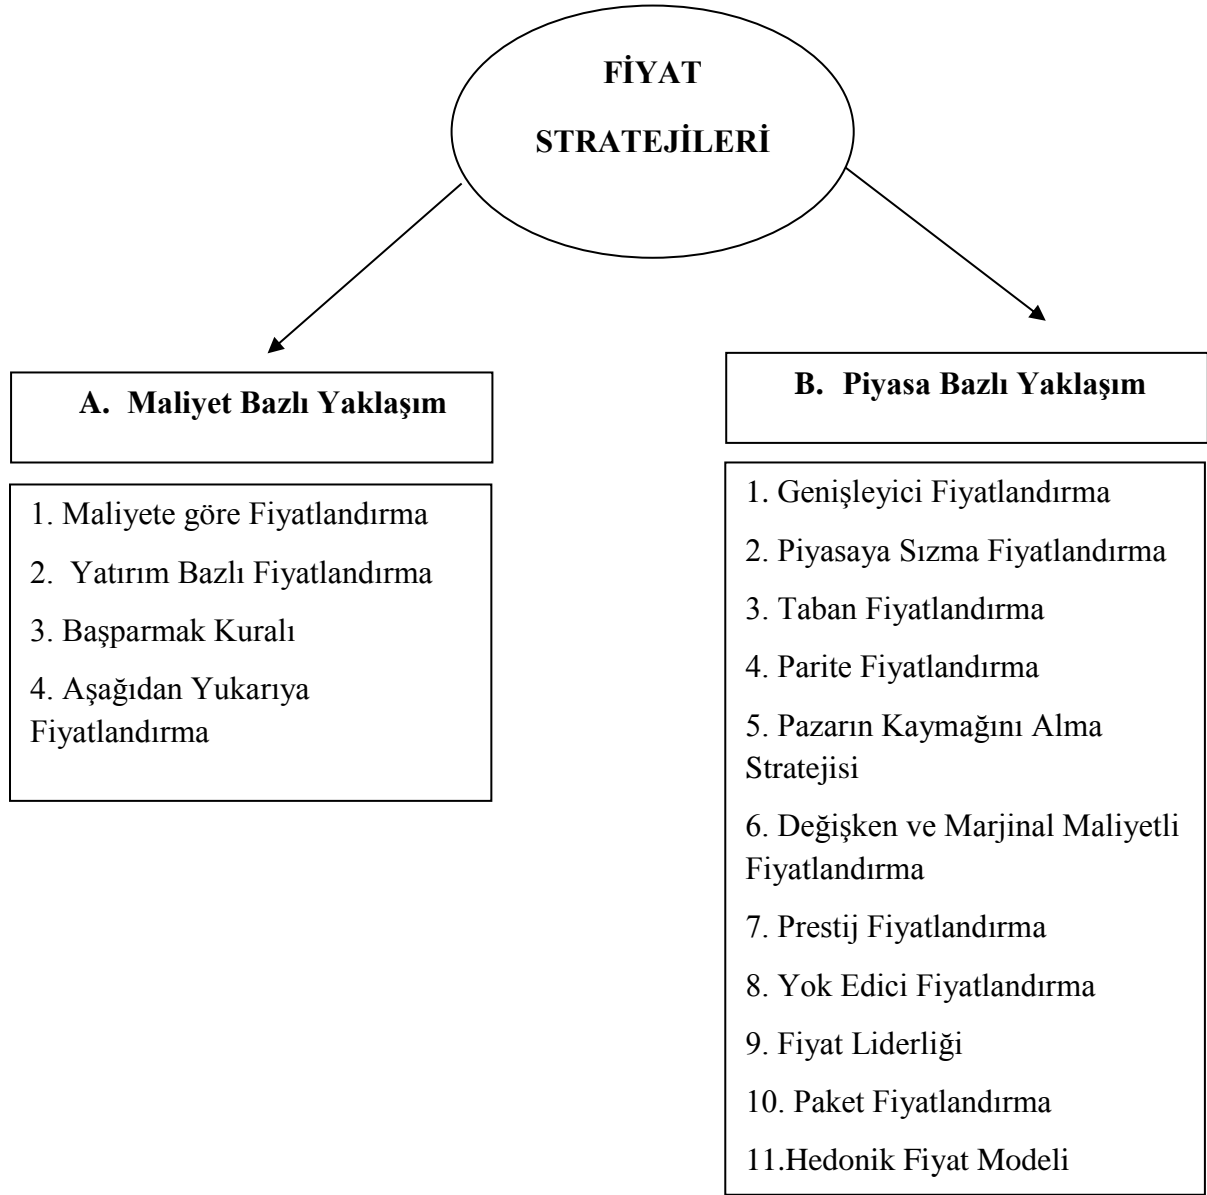 FİYAT
STRATEJİLERİ
A. Maliyet Bazlı Yaklaşım
1. Maliyete göre Fiyatlandırma
2. Yatırım Bazlı Fiyatlandırma
3. Başparmak Kuralı
4. Aşağıdan Yukarıya
Fiyatlandırma
B. Piyasa Bazlı Yaklaşım
1. Genişleyici Fiyatlandırma
2. Piyasaya Sızma Fiyatlandırma
3. Taban Fiyatlandırma
4. Parite Fiyatlandırma
5. Pazarın Kaymağını Alma
Stratejisi
6. Değişken ve Marjinal Maliyetli
Fiyatlandırma
7. Prestij Fiyatlandırma
8. Yok Edici Fiyatlandırma
9. Fiyat Liderliği
10. Paket Fiyatlandırma
11.Hedonik Fiyat Modeli